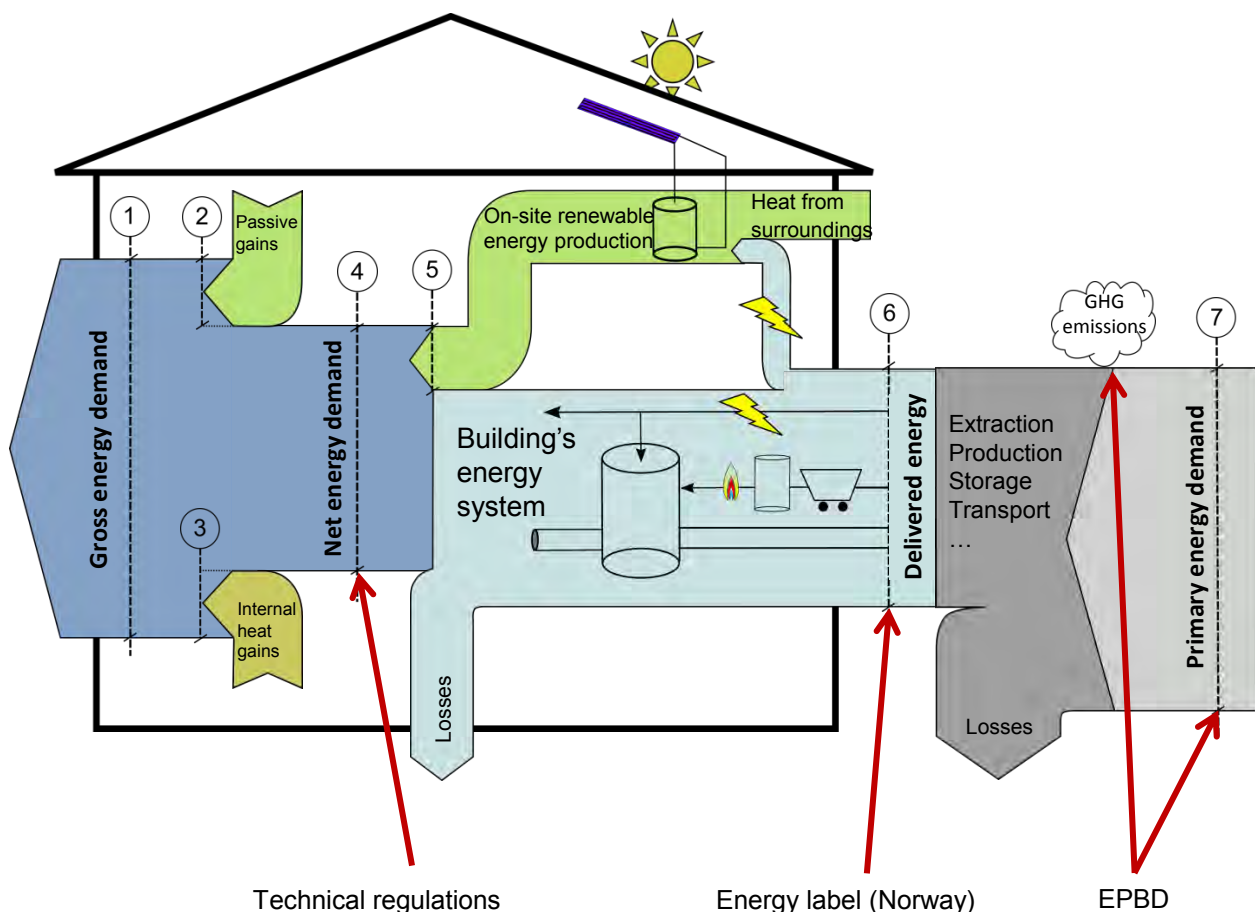 1
2
Passive
gains
4
5
On-site renewable
energy production
Heat from
surroundings
6
GHG
emissions
7
Gross energy demand
3
Internal
heat
gains
Net energy demand
Building's
energy
system
Losses
Delivered energy
Extraction
Production
Storage
Transport
…
Losses
Primary energy demand
Technical regulations
Energy label (Norway)
EPBD